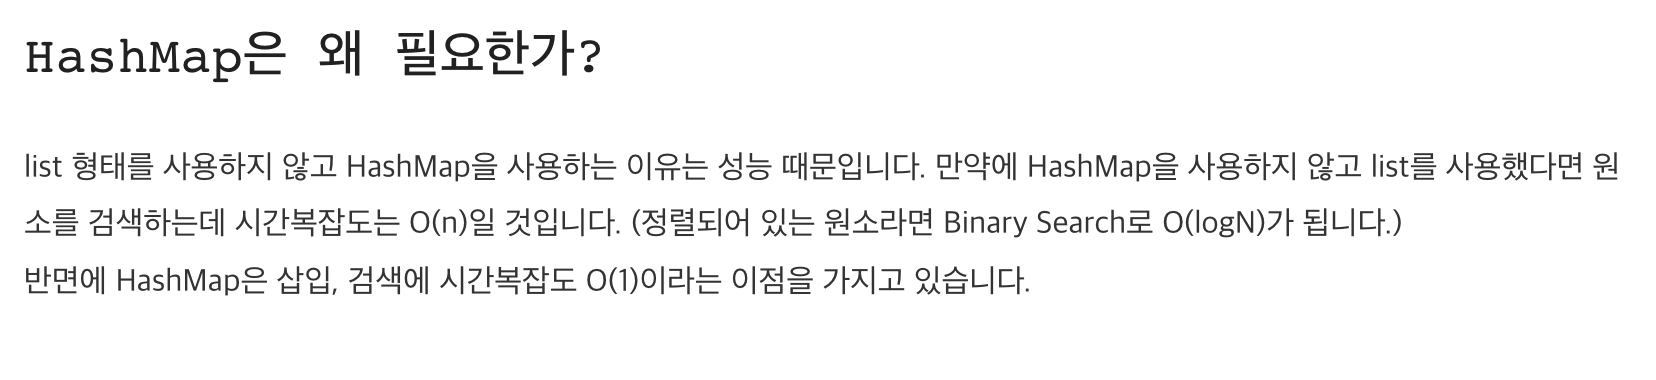 HashMap은 왜 필요한가?
list 형태를 사용하지 않고 HashMap을 사용하는 이유는 성능 때문입니다. 만약에 HashMap을 사용하지 않고 list를 사용했다면 원
소를 검색하는데 시간복잡도는 O(n)일 것입니다. (정렬되어 있는 원소라면 Binary Search로 O(logN)가 됩니다.)
반면에 HashMap은 삽입, 검색에 시간복잡도 O(1)이라는 이점을 가지고 있습니다.